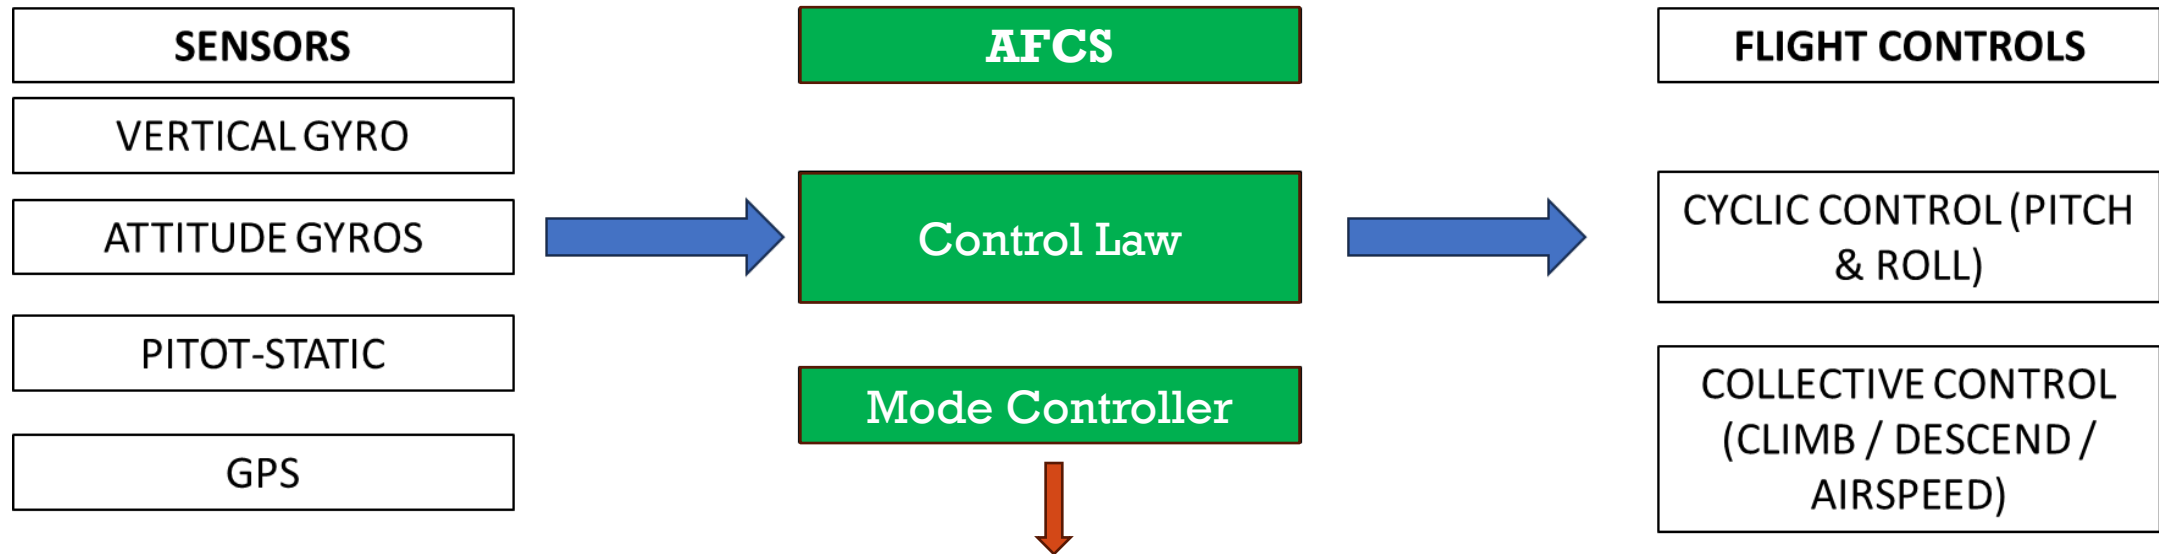 SENSORS
VERTICAL GYRO
ATTITUDE GYROS
PITOT-STATIC
GPS
AFCS
Control Law
Mode Controller
FLIGHT CONTROLS
CYCLIC CONTROL (PITCH
& ROLL)
COLLECTIVE CONTROL
(CLIMB / DESCEND /
AIRSPEED)